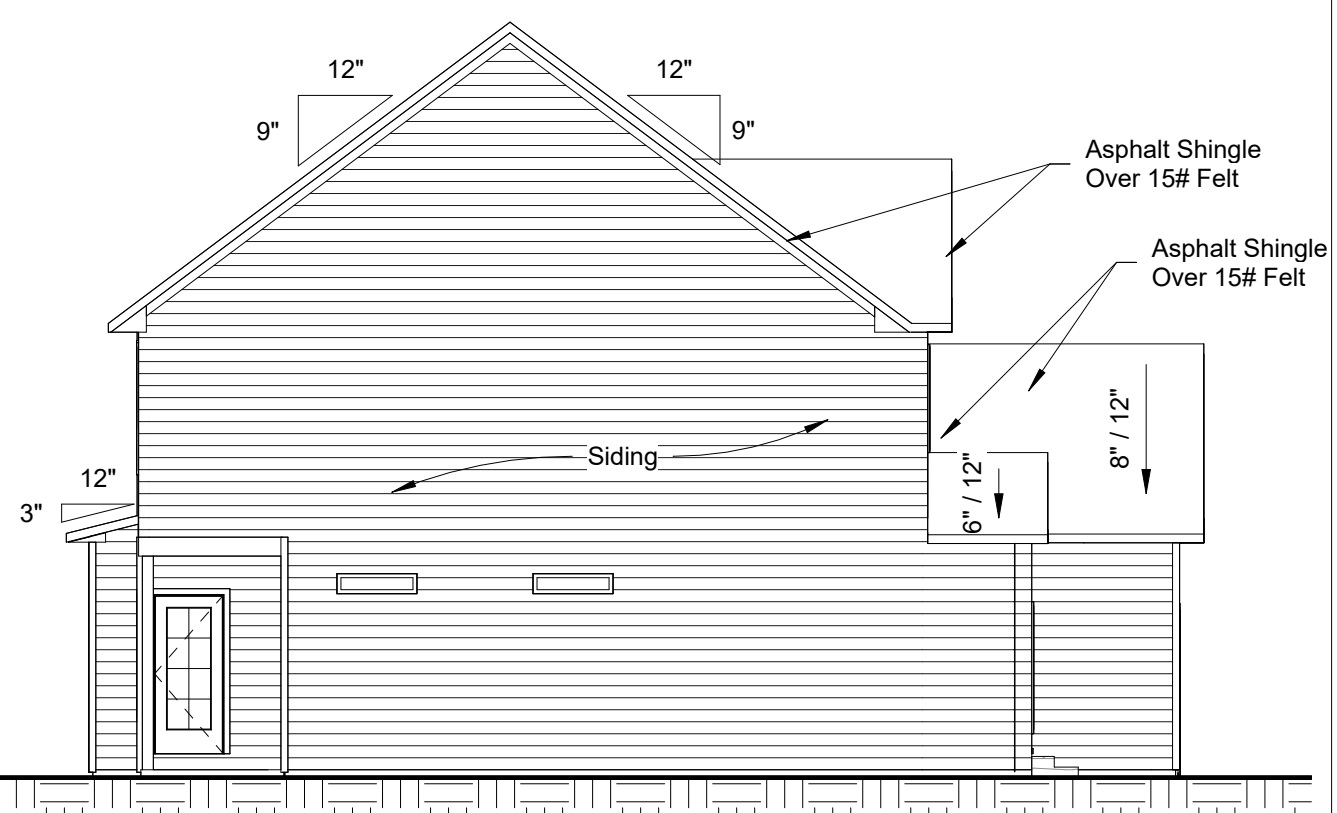 12"
12"
9"
9"
Asphalt Shingle
Over 15# Felt
Asphalt Shingle
Over 15# Felt
8" / 12"
Siding
6" / 12"
12"
3"